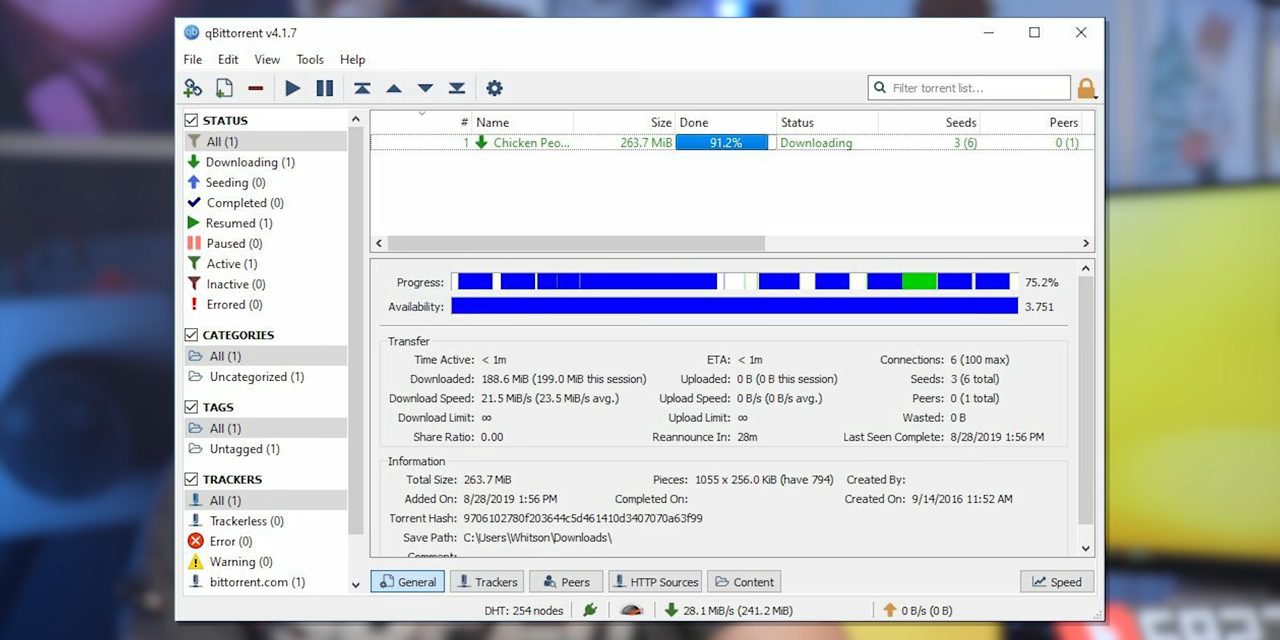 qBittorrent v4.1.7
File Edit View Tools Help
Filter torrent list...
STATUS
All (1)
Downloading (1)
Seeding (0)
Completed (0)
Resumed (1)
Paused (0)
Active (1)
Inactive (0)
Errored (0)
CATEGORIES
All (1)
Uncategorized (1)
TAGS
All (1)
Untagged (1)
TRACKERS
All (1)
Trackerless (0)
Error (0)
Warning (0)
bittorrent.com (1)
# Name Size Done Status Seeds Peers
1 Chicken Peo... 263.7 MiB 91.2% Downloading 3 (6) 0 (1)
Progress: 75.2%
Availability: 3.751
Transfer
Time Active: < 1m ETA: < 1m Connections: 6 (100 max)
Downloaded: 188.6 MiB (199.0 MiB this session) Uploaded: 0 B (0 B this session) Seeds: 3 (6 total)
Download Speed: 21.5 MiB/s (23.5 MiB/s avg.) Upload Speed: 0 B/s (0 B/s avg.) Peers: 0 (1 total)
Download Limit: ∞ Upload Limit: ∞ Wasted: 0 B
Share Ratio: 0.00 Reannounce In: 28m Last Seen Complete: 8/28/2019 1:56 PM
Information
Total Size: 263.7 MiB Pieces: 1055 x 256.0 KiB (have 794) Created By:
Added On: 8/28/2019 1:56 PM Completed On: Created On: 9/14/2016 11:52 AM
Torrent Hash: 9706102780f203644c5d461410d3407070a63f99
Save Path: C:\Users\Whitson\Downloads\
Comment:
General Trackers Peers HTTP Sources Content Speed
DHT: 254 nodes 28.1 MiB/s (241.2 MiB) 0 B/s (0 B)